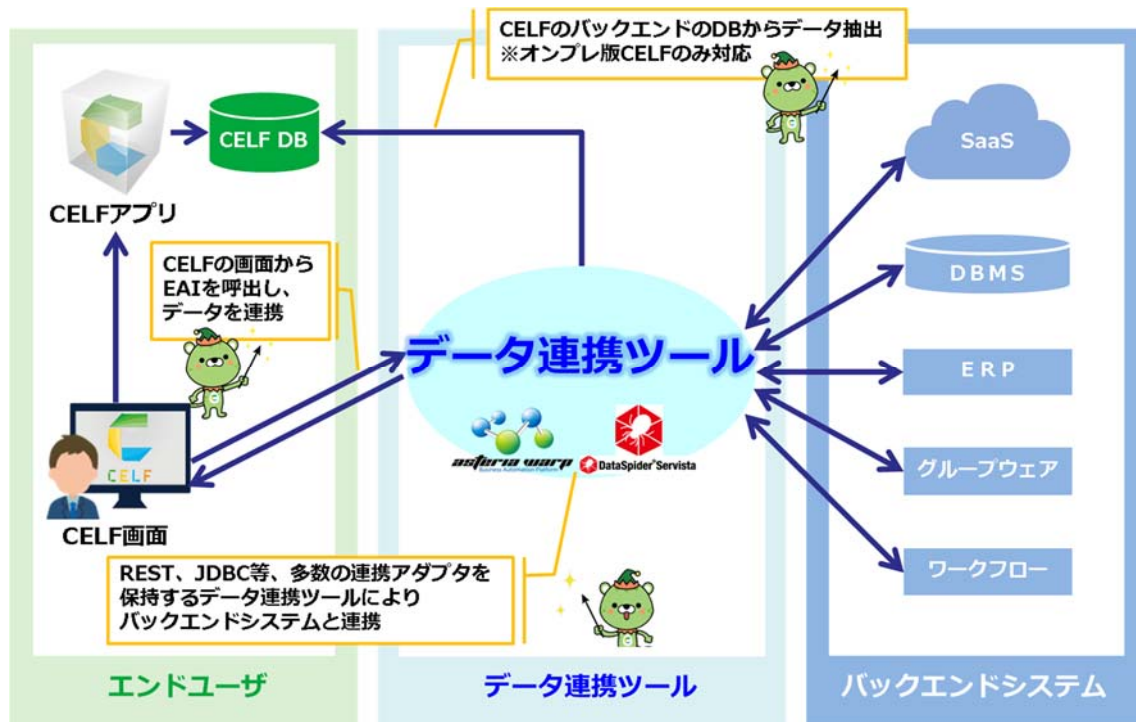 CELFのバックエンドのDBからデータ抽出
※オンプレ版CELFのみ対応
CELF DB
CELFアプリ
CELFの画面から
EAIを呼出し、
データを連携
CELF
CELF画面
データ連携ツール
asteria warp
Business Automation Platform
DataSpider®Servista
REST、JDBC等、多数の連携アダプタを
保持するデータ連携ツールにより
バックエンドシステムと連携
SaaS
DBMS
ERP
グループウェア
ワークフロー
エンドユーザ
データ連携ツール
バックエンドシステム